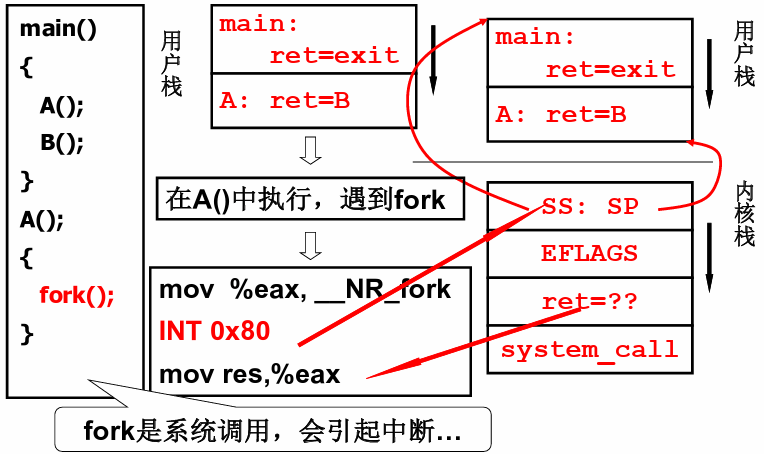 main()
{
A();
B();
}
A();
{
fork();
}
用户栈
main:
ret=exit
A: ret=B
在A()中执行，遇到fork
mov %eax, __NR_fork
INT 0x80
mov res,%eax
fork是系统调用，会引起中断…
main:
ret=exit
A: ret=B
用户栈
SS: SP
EFLAGS
ret=??
system_call
内核栈